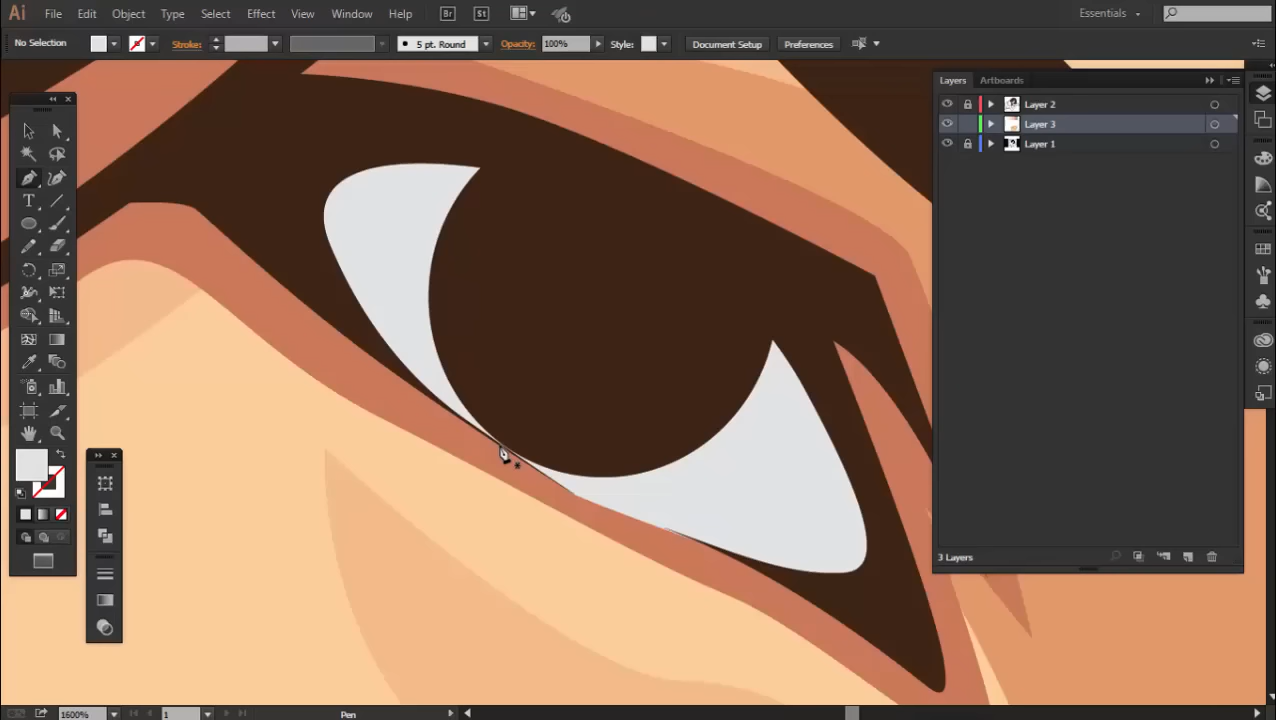 Ai File Edit Object Type Select Effect View Window Help Br St Essentials
No Selection Stroke: 5 pt. Round Opacity: 100% Style: Document Setup Preferences
Layers Artboards
Layer 2
Layer 3
Layer 1
T
3 Layers
1600% 1 Pen